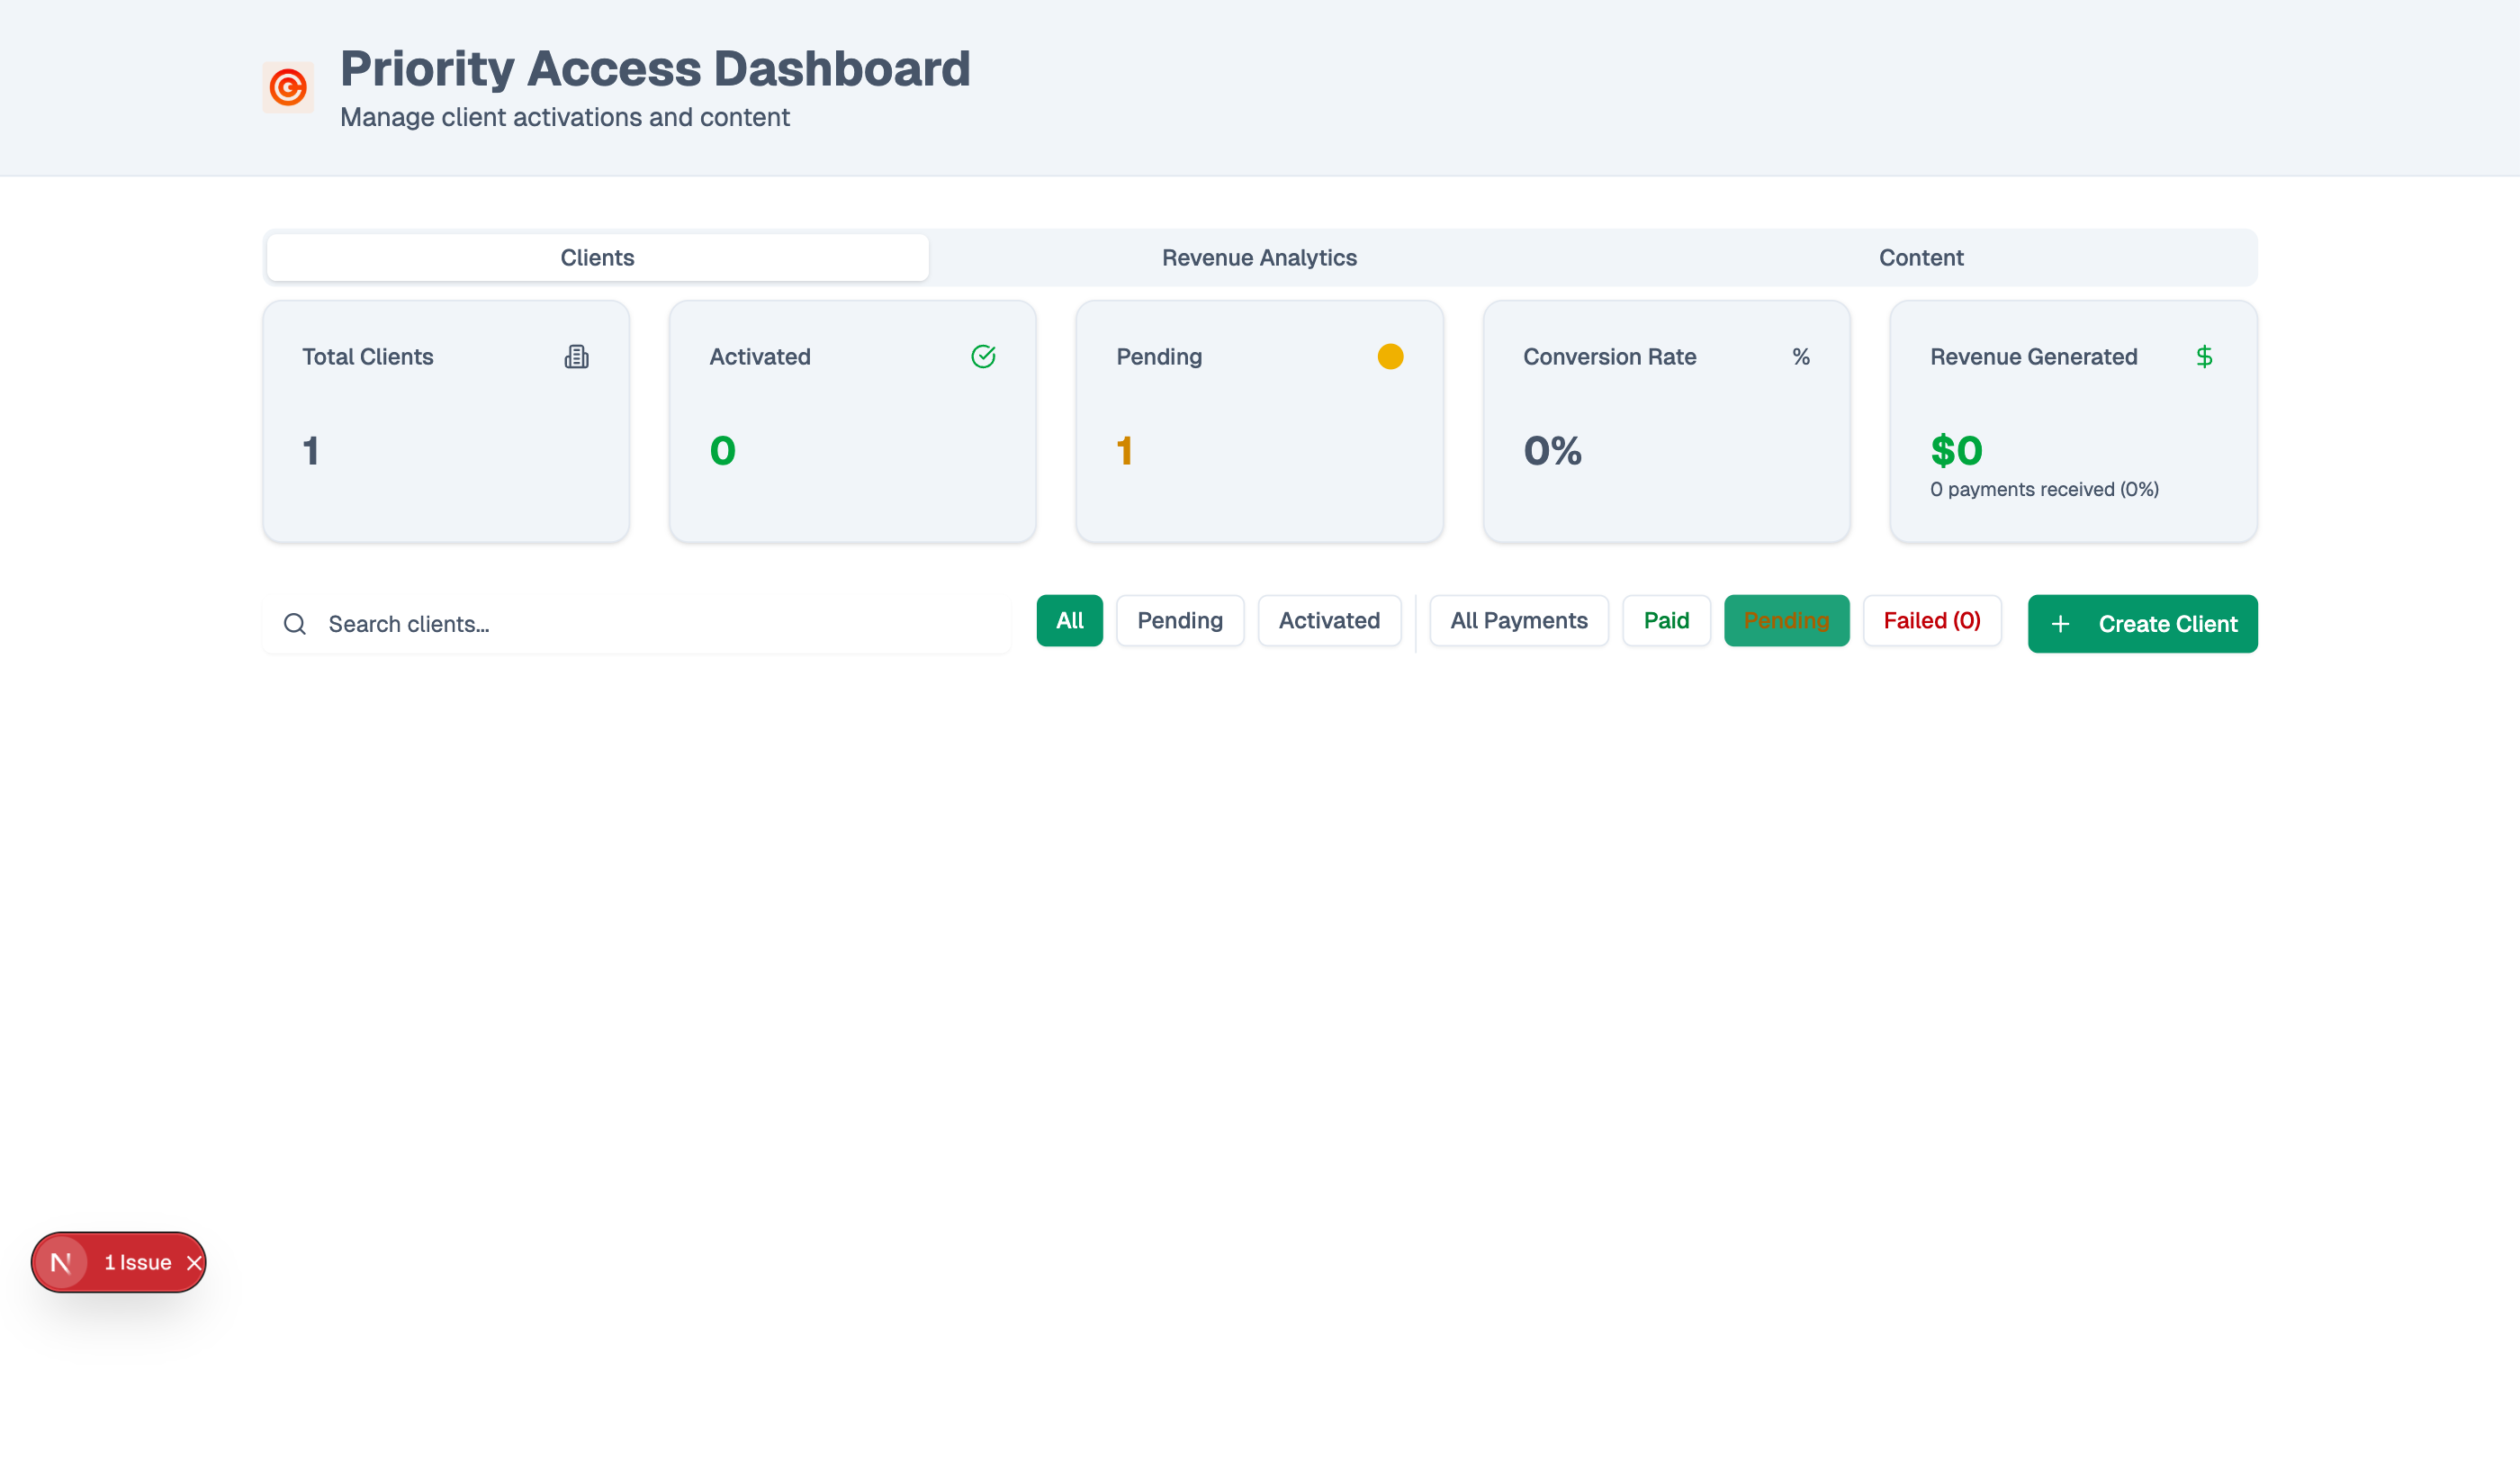 Priority Access Dashboard
Manage client activations and content
Clients
Revenue Analytics
Content
Total Clients
1
Activated
0
Pending
1
Conversion Rate
%
0%
Revenue Generated
$
$0
0 payments received (0%)
Search clients...
All
Pending
Activated
All Payments
Paid
Pending
Failed (0)
+ Create Client
N
1 Issue